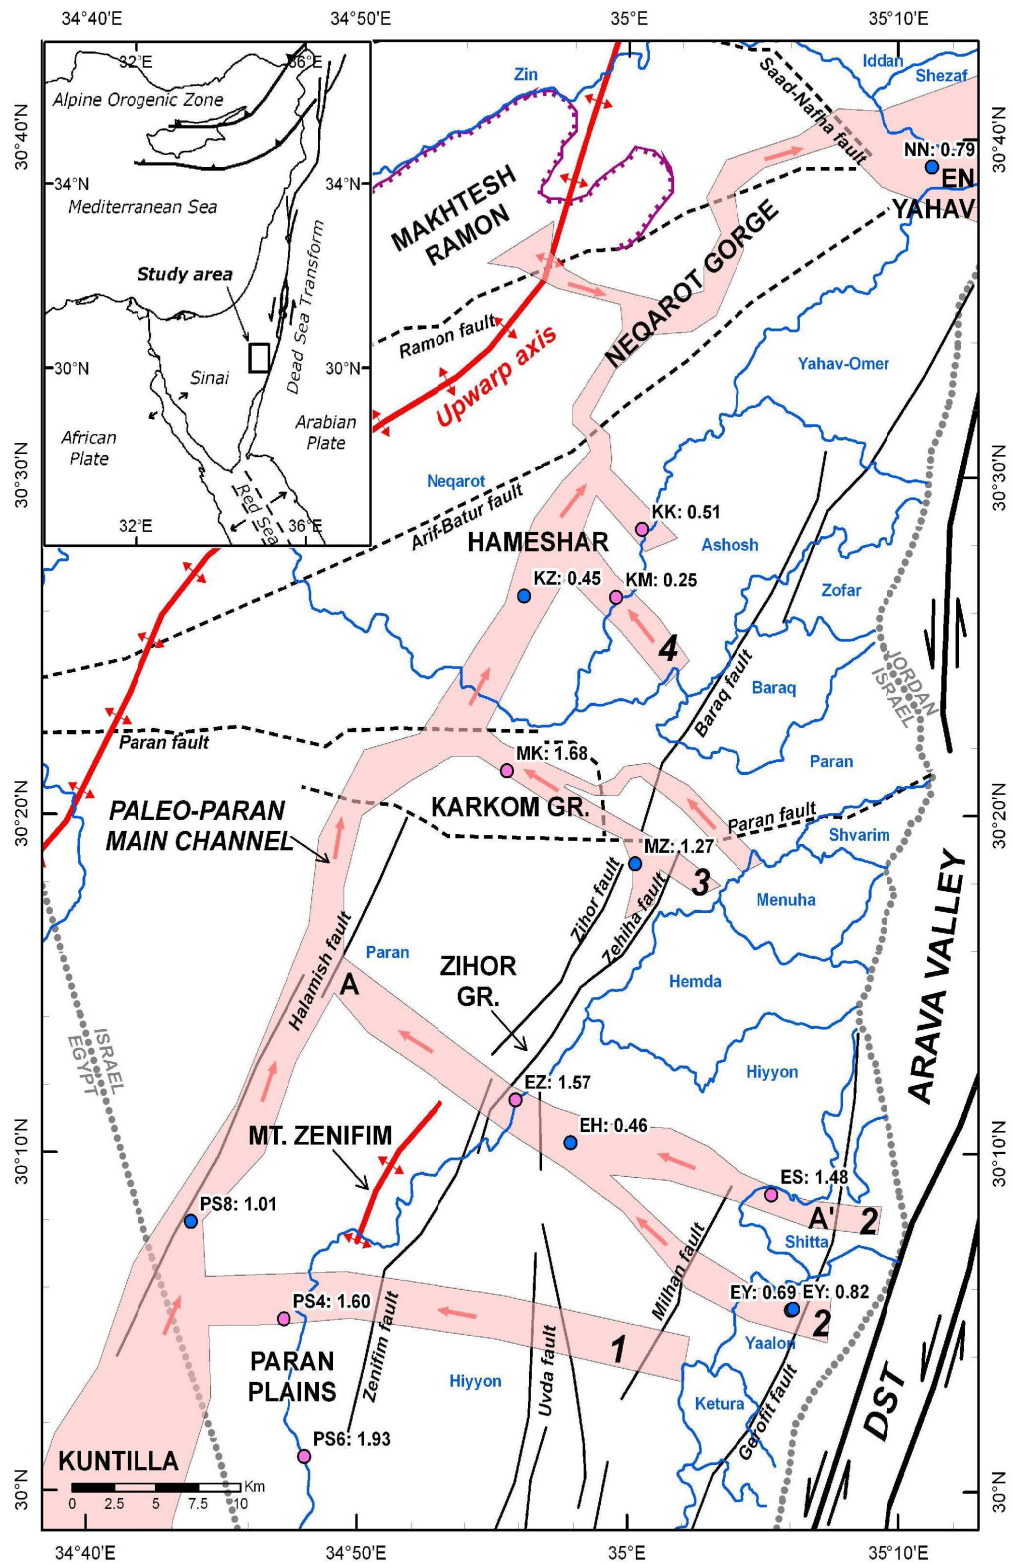 34°40'E
34°50'E
35°E
35°10'E
32°E
36°E
Alpine Orogenic Zone
34°N
34°N
Mediterranean Sea
Study area
Dead Sea Transform
30°N
30°N
Sinai
African
Plate
Arabian
Plate
Red Sea
32°E
36°E
Zin
Iddan
Shezaf
Saad-Nafha fault
30°40'N
30°40'N
NN: 0.79
EN
YAHAV
MAKHTESH
RAMON
NEQAROT GORGE
Ramon fault
Upwarp axis
Yahav-Omer
30°30'N
30°30'N
Neqarot
Arif-Batur fault
KK: 0.51
HAMESHAR
Ashosh
KZ: 0.45
KM: 0.25
Zofar
4
JORDAN
ISRAEL
Baraq fault
Baraq
Paran fault
MK: 1.68
Paran
KARKOM GR.
PALEO-PARAN
MAIN CHANNEL
Paran fault
30°20'N
30°20'N
Shvarim
MZ: 1.27
3
Menuha
Zihor fault
Zehiha fault
ARAVA VALLEY
Halamish fault
Paran
A
ZIHOR
GR.
Hemda
ISRAEL
EGYPT
EZ: 1.57
Hiyyon
EH: 0.46
MT. ZENIFIM
30°10'N
30°10'N
ES: 1.48
PS8: 1.01
A'
2
Shitta
Milhan fault
EY: 0.69
EY: 0.82
PS4: 1.60
2
Yaalon
1
PARAN
PLAINS
Zenifim fault
Hiyyon
Uvda fault
Ketura
Gerofit fault
DST
PS6: 1.93
KUNTILLA
Km
0
2.5
5
7.5
10
30°N
30°N
34°40'E
34°50'E
35°E
35°10'E